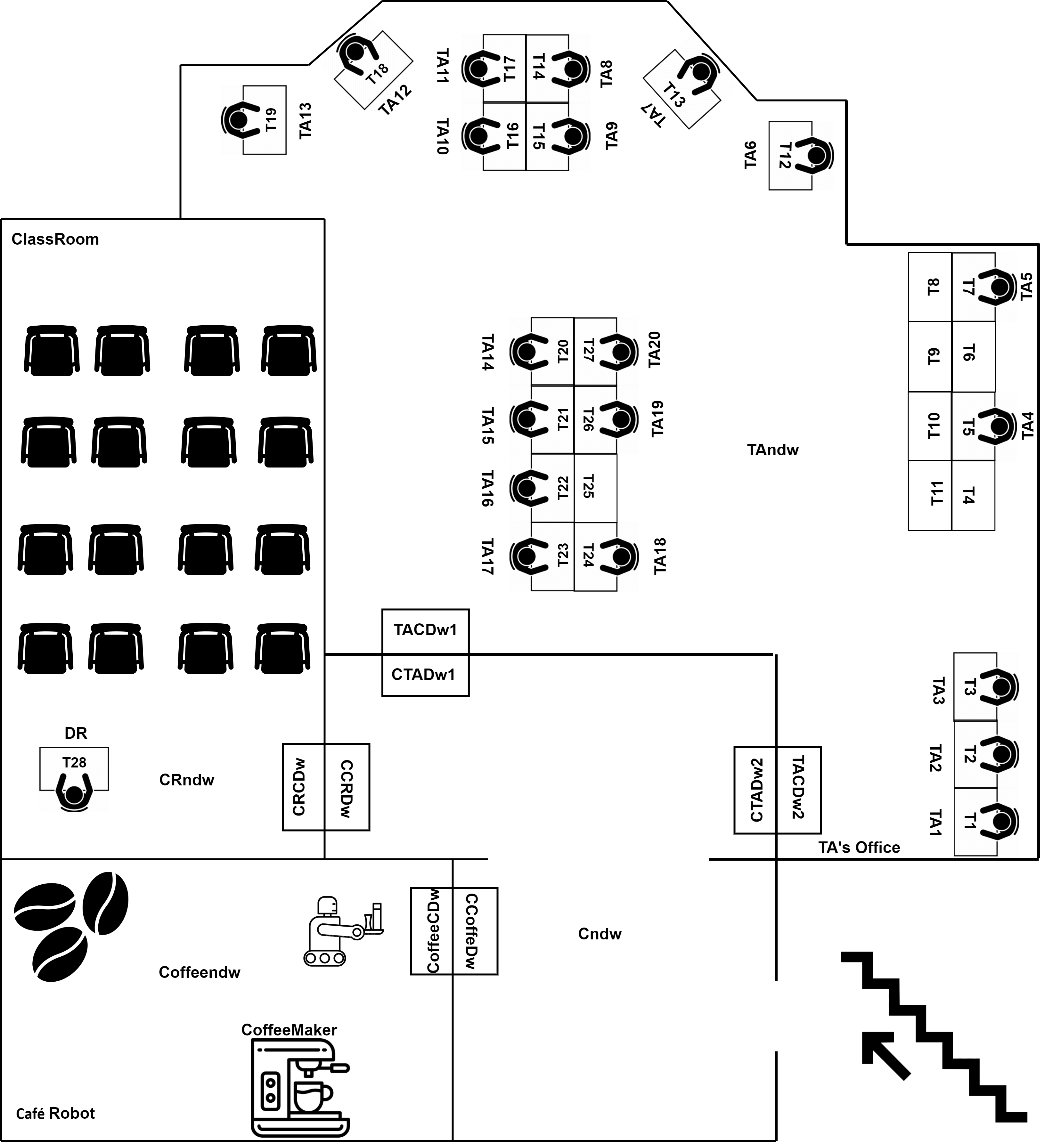 T18
TA12
TA11
T17
T14
TA8
T13
TA7
T19
TA13
TA10
T16
T15
TA9
TA6
T12
ClassRoom
T8
T7
TA5
TA14
T20
T27
TA20
T9
T6
TA15
T21
T26
TA19
T10
T5
TA4
TAndw
TA16
T22
T25
T11
T4
TA17
T23
T24
TA18
TACDw1
CTADw1
TA3
T3
DR
T28
TA2
T2
CRndw
CRCDw
CCRDw
CTADw2
TACDw2
TA1
T1
TA's Office
CoffeeCDw
CCoffeDw
Cndw
Coffeendw
CoffeeMaker
Café Robot